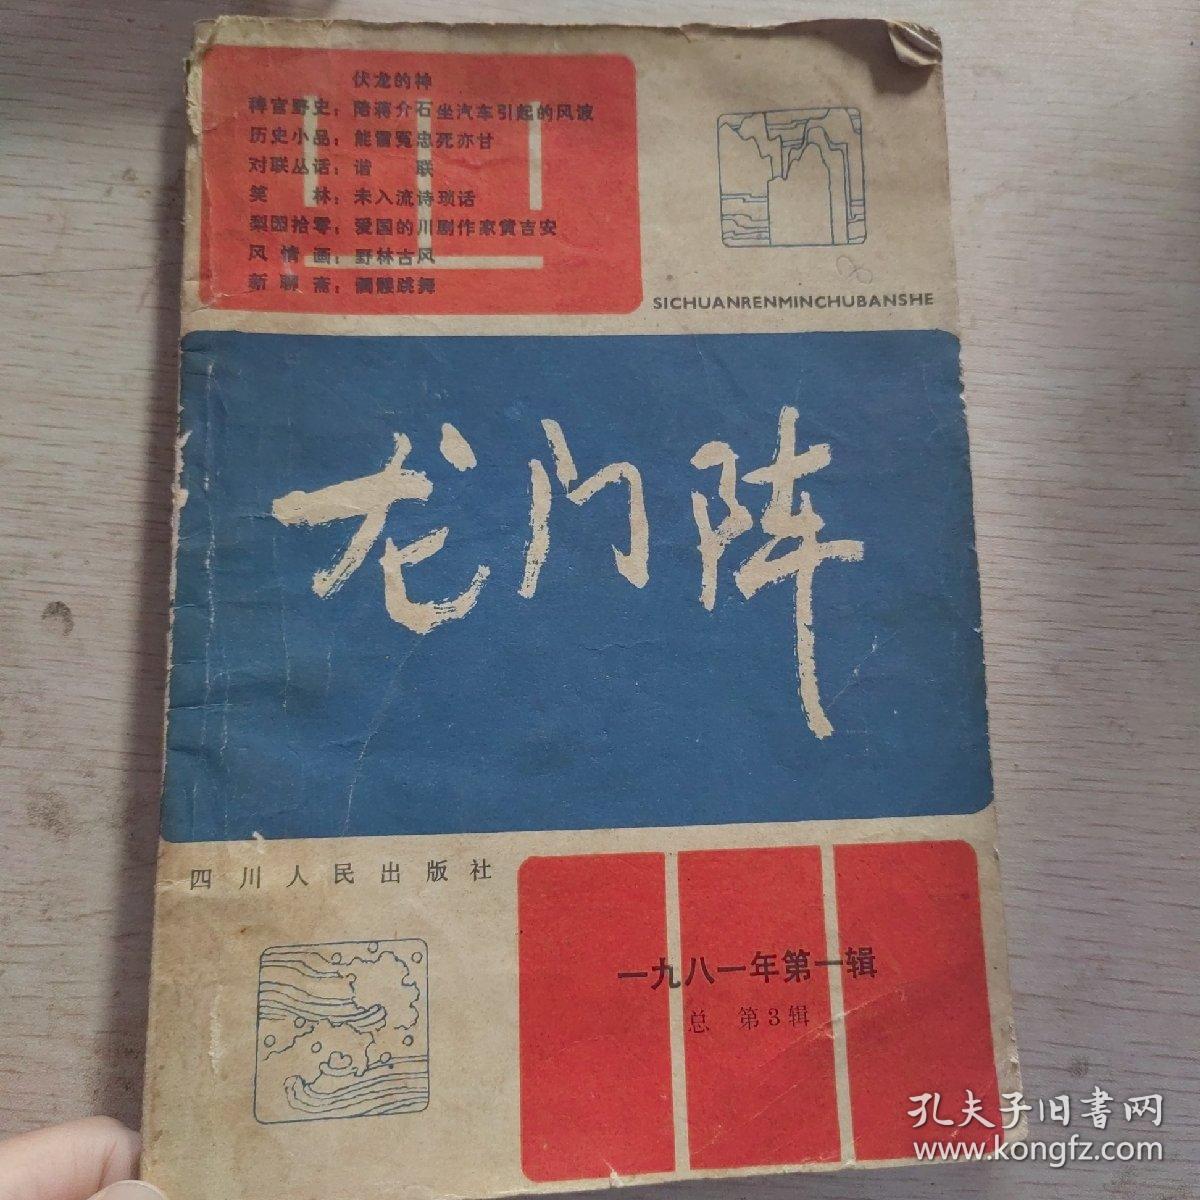 伏龙的神
稗官野史：陪蒋介石坐汽车引起的风波
历史小品：能雪冤忠死亦甘
对联丛话：谐 联
笑 林：未入流诗琐话
梨园拾零：爱国的川剧作家黄吉安
风情画：野林古风
新聊斋：髑髅跳舞
SICHUANRENMINCHUBANSHE
龙门阵
四川人民出版社
一九八一年第一辑
总 第3辑
孔夫子旧書网
www.kongfz.com